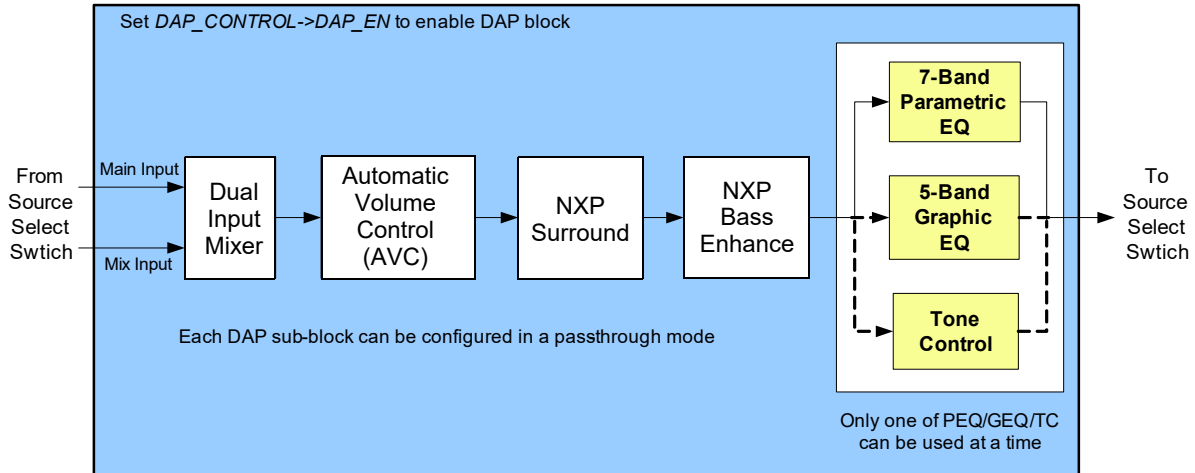 Set DAP_CONTROL->DAP_EN to enable DAP block
From
Source
Select
Swtich
Main Input
Mix Input
Dual
Input
Mixer
Automatic
Volume
Control
(AVC)
NXP
Surround
NXP
Bass
Enhance
7-Band
Parametric
EQ
5-Band
Graphic
EQ
Tone
Control
To
Source
Select
Swtich
Each DAP sub-block can be configured in a passthrough mode
Only one of PEQ/GEQ/TC
can be used at a time